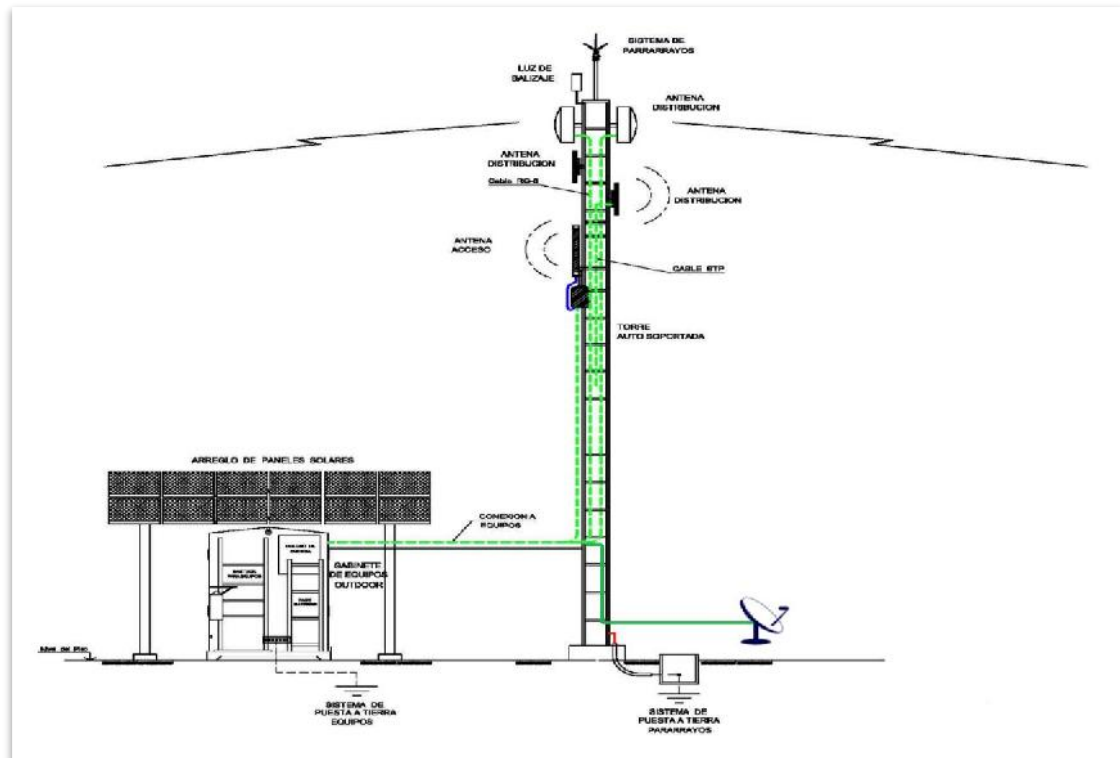 SISTEMA DE
PARRARRAYOS
LUZ DE
BALIZAJE
ANTENA
DISTRIBUCION
ANTENA
DISTRIBUCION
Cable RG-8
ANTENA
DISTRIBUCION
ANTENA
ACCESO
CABLE STP
TORRE
AUTO SOPORTADA
ARREGLO DE PANELES SOLARES
CONEXION A
EQUIPOS
GABINETE
DE EQUIPOS
OUTDOOR
SISTEMA DE
PUESTA A TIERRA
EQUIPOS
SISTEMA DE
PUESTA A TIERRA
PARARRAYOS